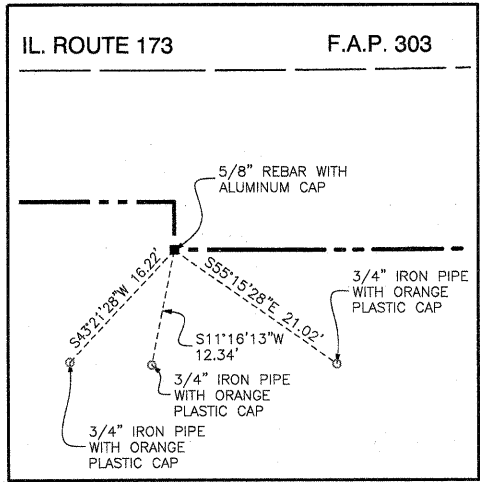 IL. ROUTE 173 F.A.P. 303
5/8" REBAR WITH
ALUMINUM CAP
S43°21'28"W 16.22'
S55°15'28"E 21.02'
3/4" IRON PIPE
WITH ORANGE
PLASTIC CAP
S11°16'13"W
12.34'
3/4" IRON PIPE
WITH ORANGE
PLASTIC CAP
3/4" IRON PIPE
WITH ORANGE
PLASTIC CAP